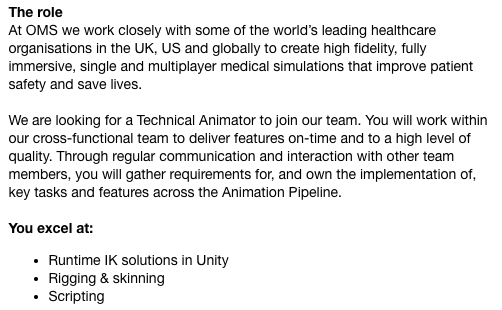 The role
At OMS we work closely with some of the world's leading healthcare
organisations in the UK, US and globally to create high fidelity, fully
immersive, single and multiplayer medical simulations that improve patient
safety and save lives.
We are looking for a Technical Animator to join our team. You will work within
our cross-functional team to deliver features on-time and to a high level of
quality. Through regular communication and interaction with other team
members, you will gather requirements for, and own the implementation of,
key tasks and features across the Animation Pipeline.
You excel at:
• Runtime IK solutions in Unity
• Rigging & skinning
• Scripting